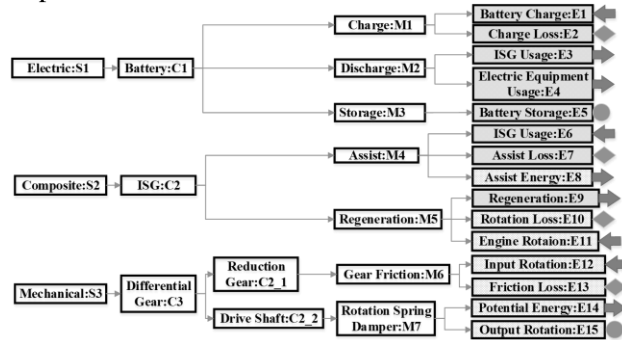 Electric:S1
Battery:C1
Charge:M1
Battery Charge:E1
Charge Loss:E2
Discharge:M2
ISG Usage:E3
Electric Equipment
Usage:E4
Storage:M3
Battery Storage:E5
Composite:S2
ISG:C2
Assist:M4
ISG Usage:E6
Assist Loss:E7
Assist Energy:E8
Regeneration:M5
Regeneration:E9
Rotation Loss:E10
Engine Rotaion:E11
Mechanical:S3
Differential
Gear:C3
Reduction
Gear:C2_1
Gear Friction:M6
Input Rotation:E12
Friction Loss:E13
Drive Shaft:C2_2
Rotation Spring
Damper:M7
Potential Energy:E14
Output Rotation:E15